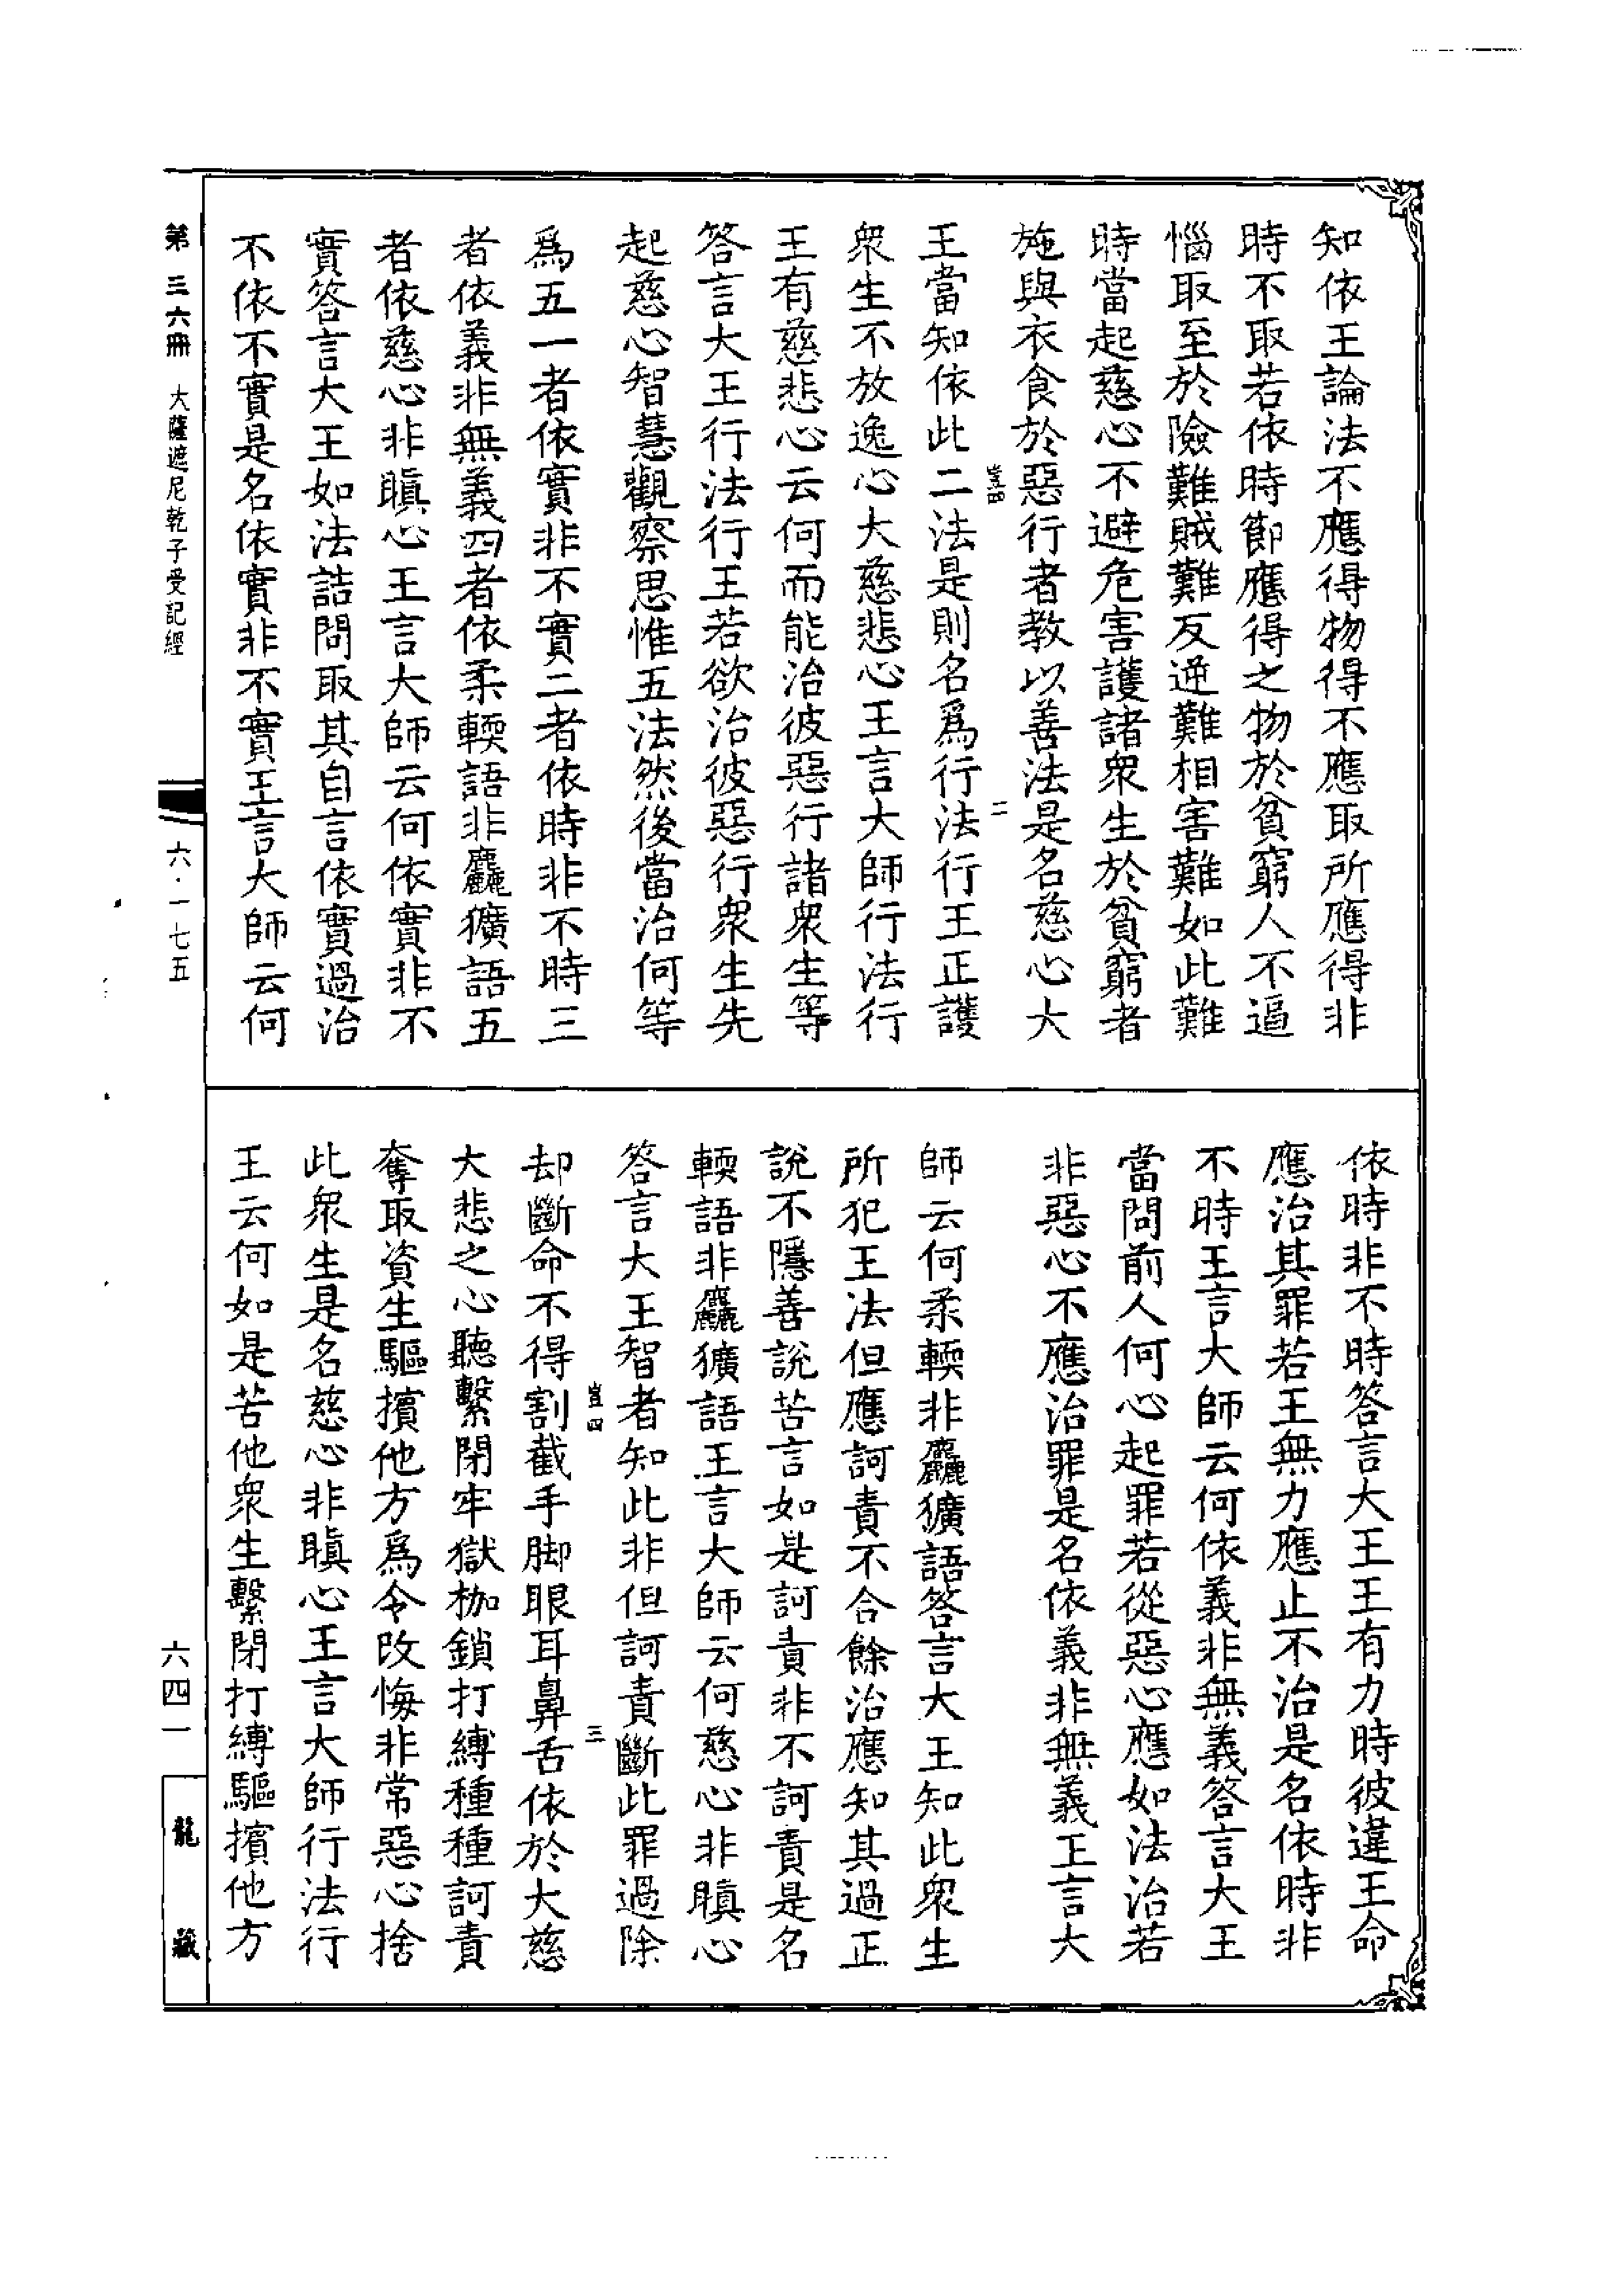 知依王論法不應得物得不應取所應得非
時不取若依時節應得之物於貧窮人不逼
惱取至於險難賊難反逆難相害難如此難
時當起慈心不避危害護諸衆生於貧窮者
施與衣食於惡行者教以善法是名慈心大
豈四
二
王當知依此二法是則名爲行法行王正護
衆生不放逸心大慈悲心王言大師行法行
王有慈悲心云何而能治彼惡行諸衆生等
答言大王行法行王若欲治彼惡行衆生先
起慈心智慧觀察思惟五法然後當治何等
爲五一者依實非不實二者依時非不時三
者依義非無義四者依柔輭語非麤獷語五
者依慈心非瞋心王言大師云何依實非不
實答言大王如法詰問取其自言依實過治
不依不實是名依實非不實王言大師云何
依時非不時答言大王王有力時彼違王命
應治其罪若王無力應止不治是名依時非
不時王言大師云何依義非無義答言大王
當問前人何心起罪若從惡心應如法治若
非惡心不應治罪是名依義非無義王言大
師云何柔輭非麤獷語答言大王知此衆生
所犯王法但應訶責不合餘治應知其過正
說不隱善說苦言如是訶責非不訶責是名
輭語非麤獷語王言大師云何慈心非瞋心
答言大王智者知此非但訶責斷此罪過除
豈四
三
却斷命不得割截手脚眼耳鼻舌依於大慈
大悲之心聽繫閉牢獄枷鎖打縛種種訶責
奪取資生驅擯他方爲令改悔非常惡心捨
此衆生是名慈心非瞋心王言大師行法行
王云何如是苦他衆生繫閉打縛驅擯他方
第三六冊 大薩遮尼乾子受記經
六·一七五
六四一
龍藏